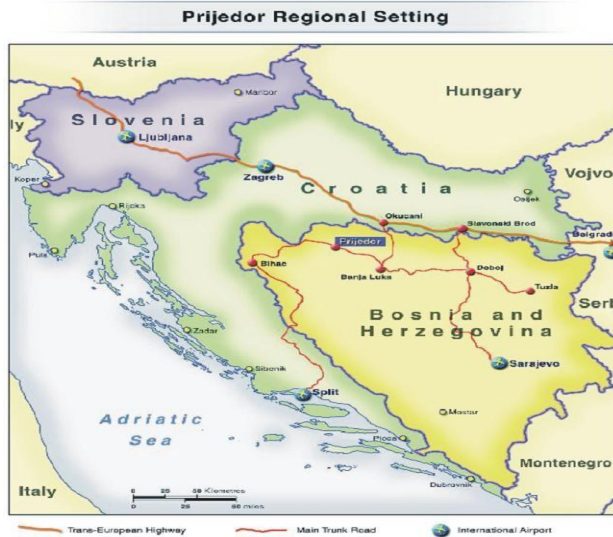 Prijedor Regional Setting
Austria
Hungary
Maribor
Slovenia
Ljubljana
ly
Zagreb
Vojvo
Koper
Croatia
Osijek
Rijeka
Okucani
Slavonski Brod
Belgrade
Pula
Prijedor
Bihac
Banja Luka
Doboj
Tuzla
Serb
Bosnia and
Herzegovina
Zadar
Sibenik
Sarajevo
Split
Adriatic
Sea
Mostar
Ploce
Montenegro
Dubrovnik
Italy
0 25 50 Kilometres
0 25 50 miles
Trans-European Highway
Main Trunk Road
International Airport